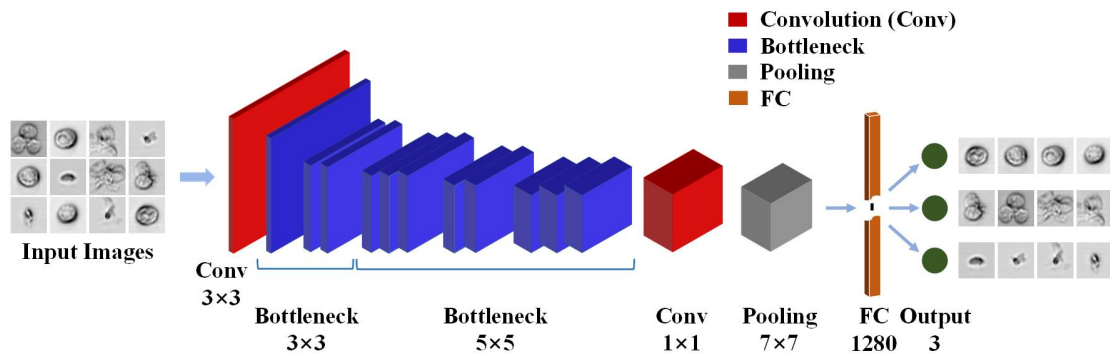 Convolution (Conv)
Bottleneck
Pooling
FC
Input Images
Conv
3×3
Bottleneck
3×3
Bottleneck
5×5
Conv
1×1
Pooling
7×7
FC
1280
Output
3